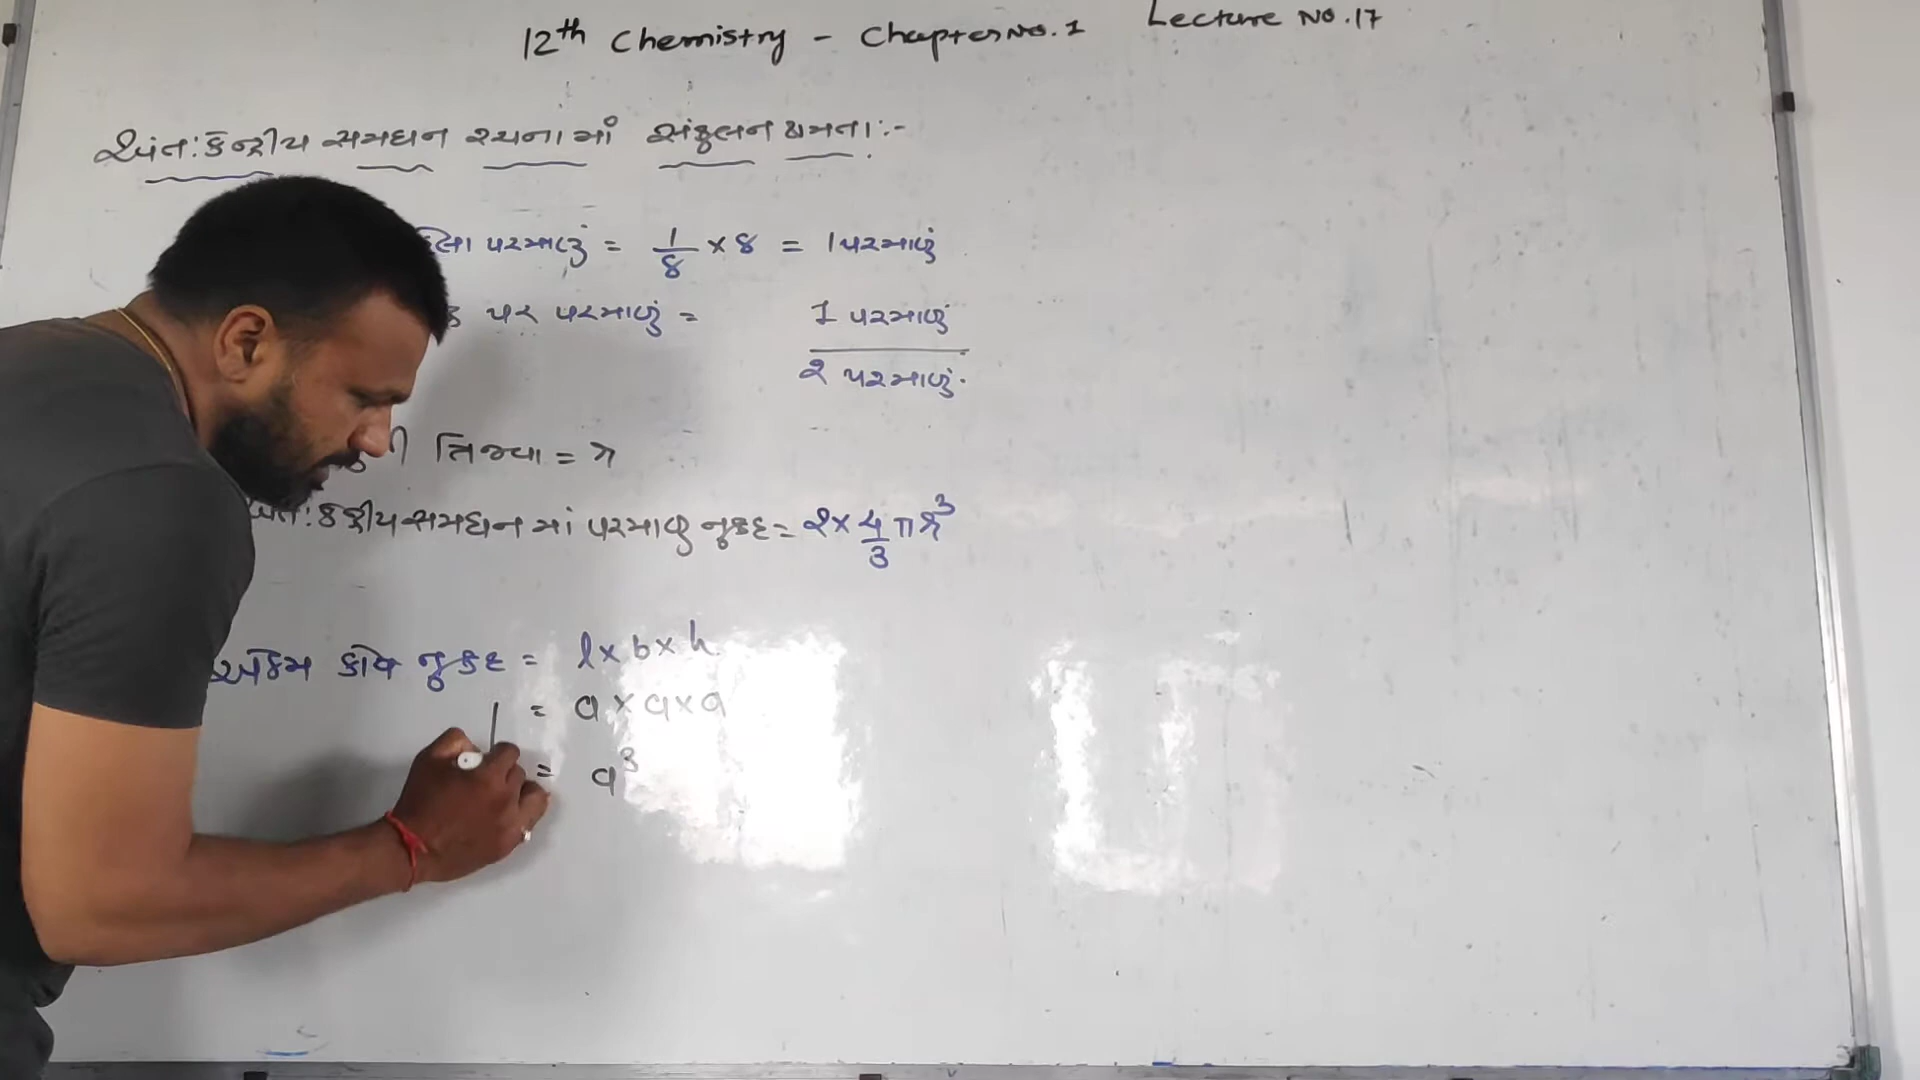 12th Chemistry - Chapter No. 1 Lecture No. 17
અંત:કેન્દ્રીય સમઘન રચનામાં સંકુલન ક્ષમતા :-
પરમાણું = 1/8 × 8 = 1 પરમાણું
પર પરમાણું = 1 પરમાણું
2 પરમાણું.
ત્રિજ્યા = r
સમઘન માં પરમાણુ નું કદ = 2 × 4/3 π r³
એકમ કોષ નું કદ = l × b × h
= a × a × a
= a³